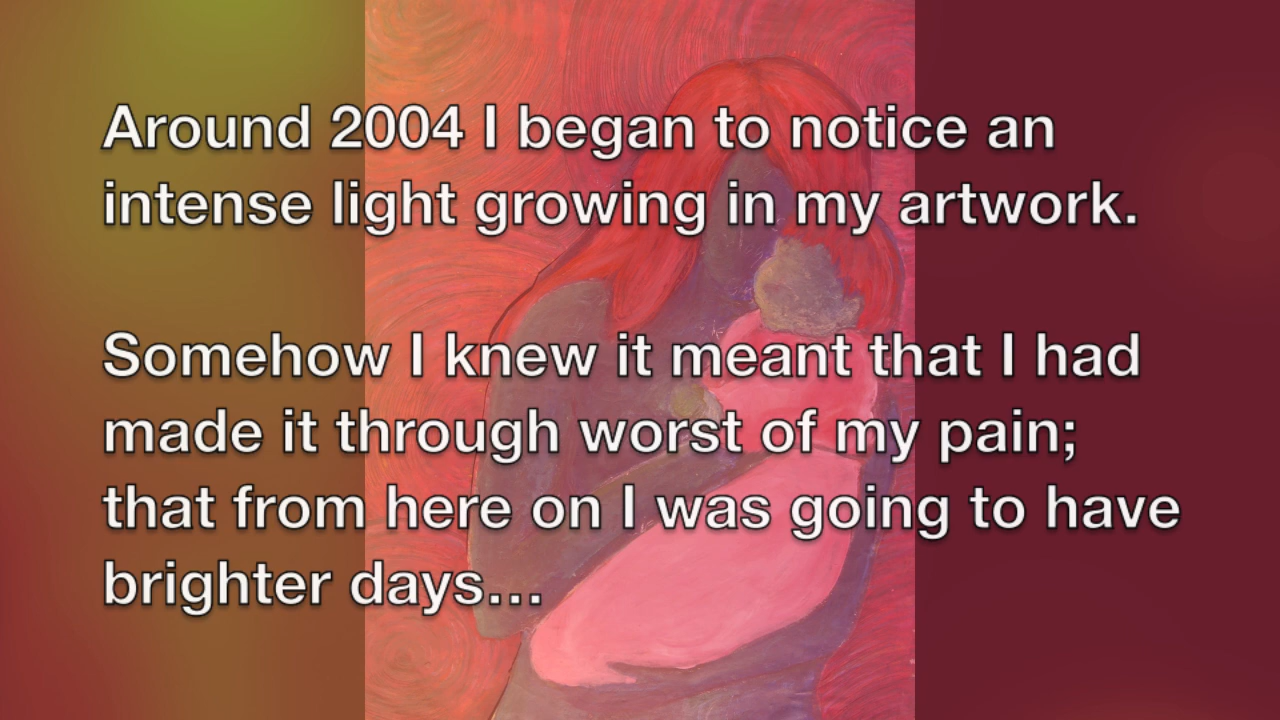 Around 2004 I began to notice an
intense light growing in my artwork.
Somehow I knew it meant that I had
made it through worst of my pain;
that from here on I was going to have
brighter days...